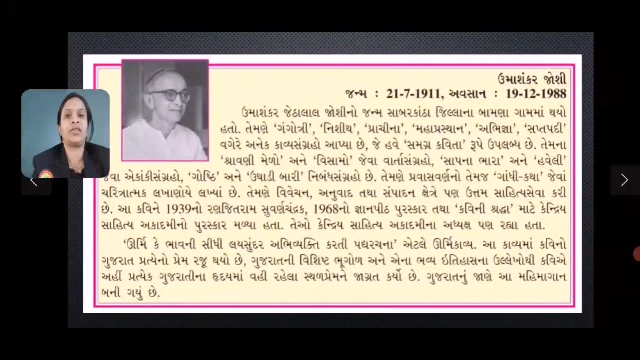 ઉમાશંકર જોશી
જન્મ : 21-7-1911, અવસાન : 19-12-1988
ઉમાશંકર જેઠાલાલ જોશીનો જન્મ સાબરકાંઠા જિલ્લાના બામણા ગામમાં થયો
હતો. તેમણે 'ગંગોત્રી', 'નિશીથ', 'પ્રાચીના', 'મહાપ્રસ્થાન', 'અભિજ્ઞા', 'સપ્તપદી'
વગેરે અનેક કાવ્યસંગ્રહો આપ્યા છે, જે હવે 'સમગ્ર કવિતા' રૂપે ઉપલબ્ધ છે. તેમના
'શ્રાવણી મેળો' અને 'વિસામો' જેવા વાર્તાસંગ્રહો, 'સાપના ભારા' અને 'હવેલી'
જેવા એકાંકીસંગ્રહો, 'ગોષ્ઠિ' અને 'ઉઘાડી બારી' નિબંધસંગ્રહો છે. તેમણે પ્રવાસવર્ણનો તેમજ 'ગાંધી-કથા' જેવાં
ચરિત્રાત્મક લખાણોયે લખ્યાં છે. તેમણે વિવેચન, અનુવાદ તથા સંપાદન ક્ષેત્રે પણ ઉત્તમ સાહિત્યસેવા કરી
છે. આ કવિને 1939નો રણજિતરામ સુવર્ણચંદ્રક, 1968નો જ્ઞાનપીઠ પુરસ્કાર તથા 'કવિની શ્રદ્ધા' માટે કેન્દ્રિય
સાહિત્ય અકાદમીનો પુરસ્કાર મળ્યા હતા. તેઓ કેન્દ્રિય સાહિત્ય અકાદમીના અધ્યક્ષ પણ રહ્યા હતા.
'ઊર્મિ કે ભાવની સીધી લયસુંદર અભિવ્યક્તિ કરતી પદ્યરચના' એટલે ઊર્મિકાવ્ય. આ કાવ્યમાં કવિનો
ગુજરાત પ્રત્યેનો પ્રેમ રજૂ થયો છે, ગુજરાતની વિશિષ્ટ ભૂગોળ અને એના ભવ્ય ઇતિહાસના ઉલ્લેખોથી કવિએ
અહીં પ્રત્યેક ગુજરાતીના હૃદયમાં વહી રહેલા સ્થળપ્રેમને જાગ્રત કર્યો છે. ગુજરાતનું જાણે આ મહિમાગાન
બની ગયું છે.